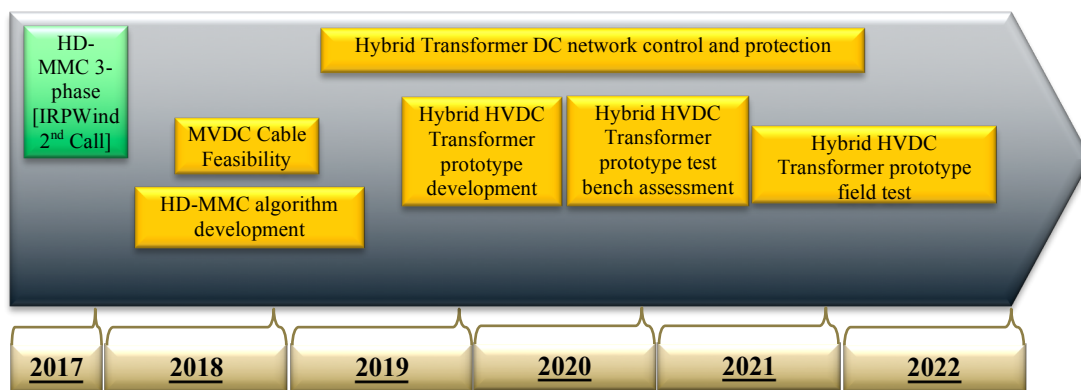 HD-
MMC 3-
phase
[IRPWind
2nd Call]
Hybrid Transformer DC network control and protection
MVDC Cable
Feasibility
HD-MMC algorithm
development
Hybrid HVDC
Transformer
prototype
development
Hybrid HVDC
Transformer
prototype test
bench assessment
Hybrid HVDC
Transformer prototype
field test
2017
2018
2019
2020
2021
2022